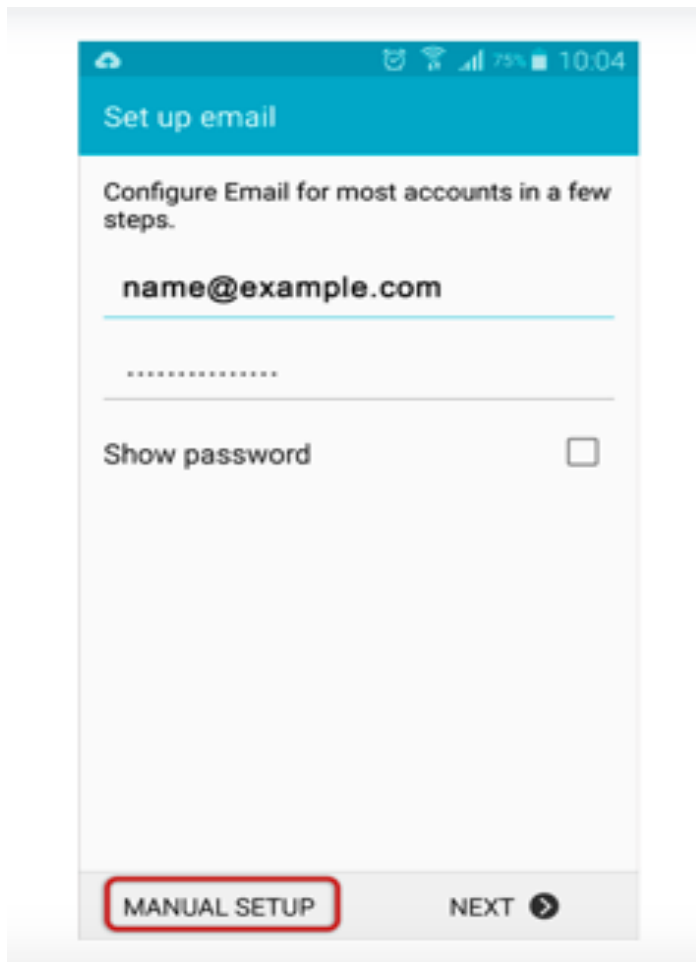 75% 10:04
Set up email
Configure Email for most accounts in a few
steps.
name@example.com
...............
Show password
MANUAL SETUP NEXT